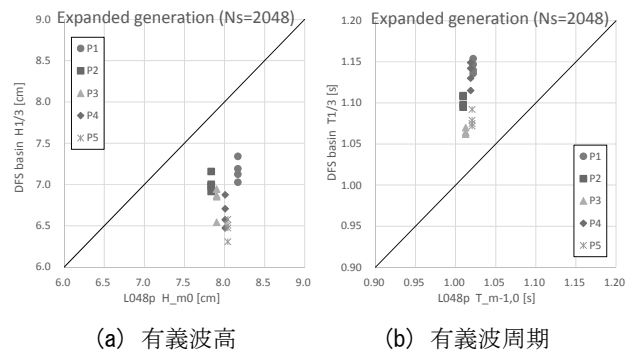 Expanded generation (Ns=2048)
DFS basin H1/3 [cm]
9.0
8.5
8.0
7.5
7.0
6.5
6.0
P1
P2
P3
P4
P5
6.0 6.5 7.0 7.5 8.0 8.5 9.0
L048p H_m0 [cm]
(a) 有義波高
Expanded generation (Ns=2048)
DFS basin T1/3 [s]
1.20
1.15
1.10
1.05
1.00
0.95
0.90
P1
P2
P3
P4
P5
0.90 0.95 1.00 1.05 1.10 1.15 1.20
L048p T_m-1,0 [s]
(b) 有義波周期